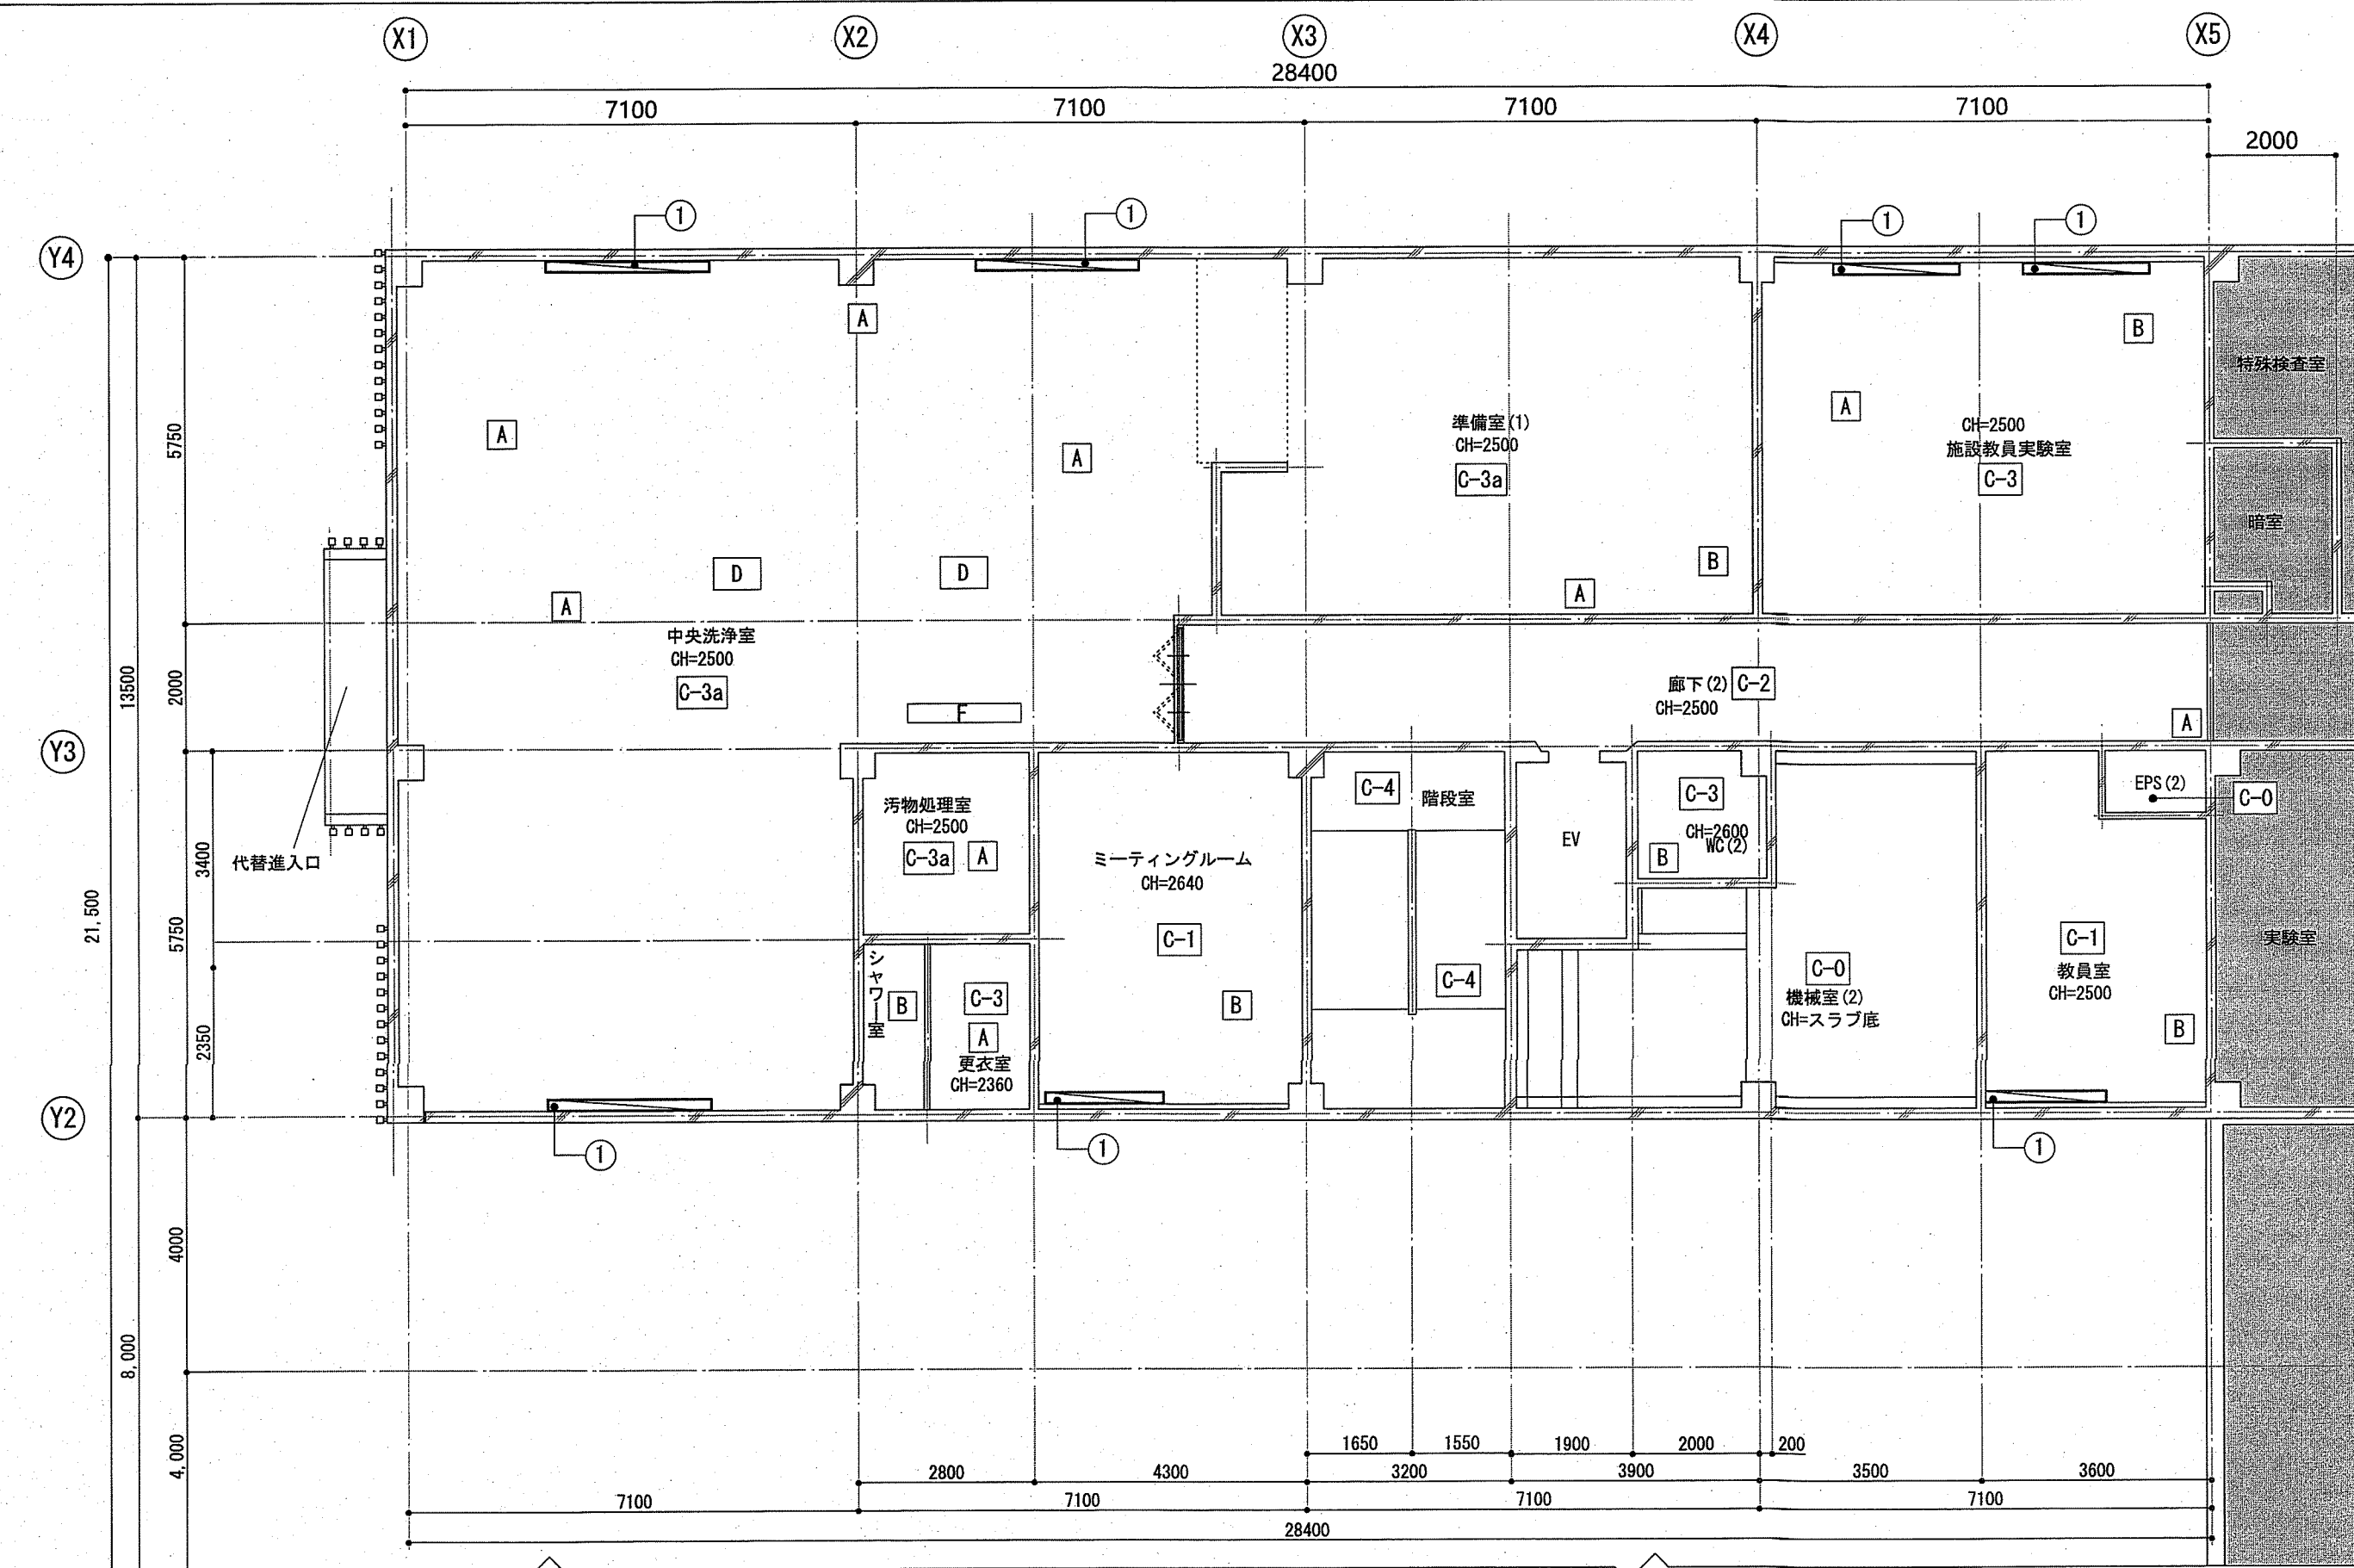 X1
X2
X3
X4
X5
28400
7100
7100
7100
7100
2000
1
1
1
1
Y4
A
B
特殊検査室
A
A
A
準備室(1)
CH=2500
C-3a
CH=2500
施設教員実験室
C-3
5750
暗室
D
D
B
A
A
中央洗浄室
CH=2500
C-3a
13500
2000
廊下(2)
C-2
CH=2500
F
A
Y3
汚物処理室
CH=2500
C-3a
A
C-4
階段室
C-3
EPS(2)
C-0
EV
CH=2600
WC(2)
B
ミーティングルーム
CH=2640
代替進入口
3400
21,500
5750
C-1
C-1
実験室
シャワー室
B
C-3
B
C-4
C-0
機械室(2)
CH=スラブ底
教員室
CH=2500
A
更衣室
CH=2360
B
2350
Y2
1
1
1
4000
8,000
4,000
1650
1550
1900
2000
200
2800
4300
3200
3900
3500
3600
7100
7100
7100
7100
28400